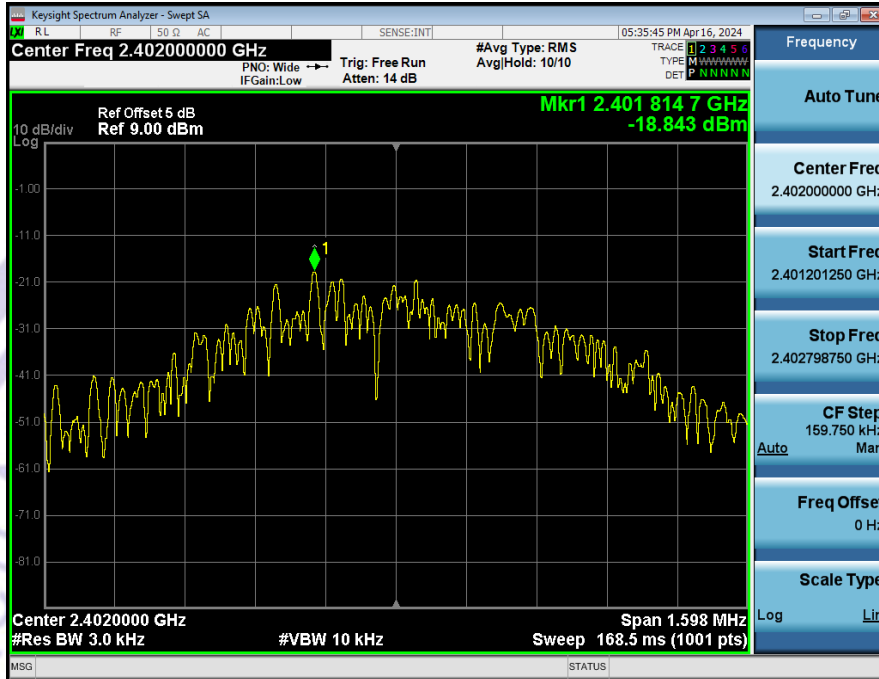 Keysight Spectrum Analyzer - Swept SA
LXI RL RF 50 Ω AC SENSE:INT 05:35:45 PM Apr 16, 2024
Center Freq 2.402000000 GHz
PNO: Wide
IFGain:Low
Trig: Free Run
Atten: 14 dB
#Avg Type: RMS
Avg|Hold: 10/10
TRACE 1 2 3 4 5 6
TYPE M WWWWW
DET P N N N N N
Mkr1 2.401 814 7 GHz
-18.843 dBm
Ref Offset 5 dB
10 dB/div Ref 9.00 dBm
Log
-1.00
-11.0
1
-21.0
-31.0
-41.0
-51.0
-61.0
-71.0
-81.0
Center 2.4020000 GHz Span 1.598 MHz
#Res BW 3.0 kHz #VBW 10 kHz Sweep 168.5 ms (1001 pts)
MSG STATUS
Frequency
Auto Tune
Center Freq
2.402000000 GHz
Start Freq
2.401201250 GHz
Stop Freq
2.402798750 GHz
CF Step
159.750 kHz
Auto Man
Freq Offset
0 Hz
Scale Type
Log Lin